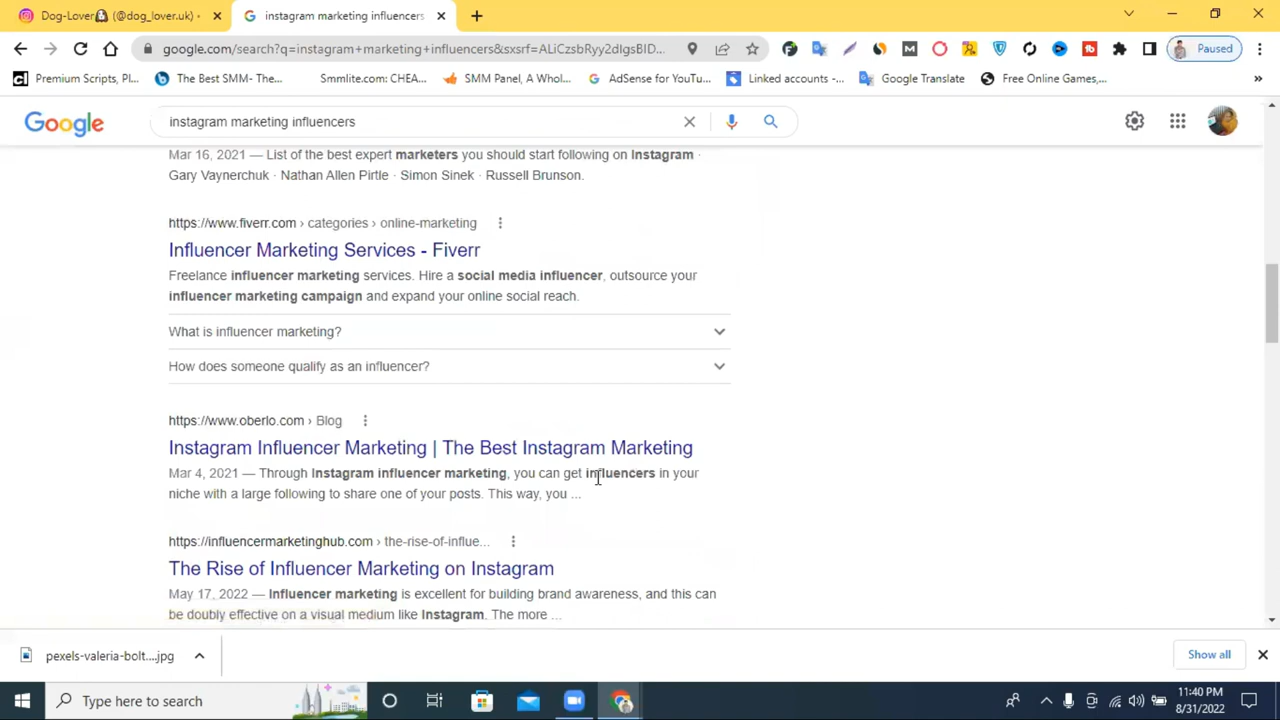 Dog-Lover (@dog_lover.uk) ·
instagram marketing influencers
google.com/search?q=instagram+marketing+influencers&sxsrf=ALiCzsbRyy2dIgsBID...
Paused
Premium Scripts, Pl...
The Best SMM- The...
Smmlite.com: CHEA...
SMM Panel, A Whol...
AdSense for YouTu...
Linked accounts -...
Google Translate
Free Online Games,...
Google
instagram marketing influencers
Mar 16, 2021 — List of the best expert marketers you should start following on Instagram ·
Gary Vaynerchuk · Nathan Allen Pirtle · Simon Sinek · Russell Brunson.
https://www.fiverr.com › categories › online-marketing
Influencer Marketing Services - Fiverr
Freelance influencer marketing services. Hire a social media influencer, outsource your
influencer marketing campaign and expand your online social reach.
What is influencer marketing?
How does someone qualify as an influencer?
https://www.oberlo.com › Blog
Instagram Influencer Marketing | The Best Instagram Marketing
Mar 4, 2021 — Through Instagram influencer marketing, you can get influencers in your
niche with a large following to share one of your posts. This way, you ...
https://influencermarketinghub.com › the-rise-of-influe...
The Rise of Influencer Marketing on Instagram
May 17, 2022 — Influencer marketing is excellent for building brand awareness, and this can
be doubly effective on a visual medium like Instagram. The more ...
pexels-valeria-bolt....jpg
Show all
Type here to search
11:40 PM
8/31/2022